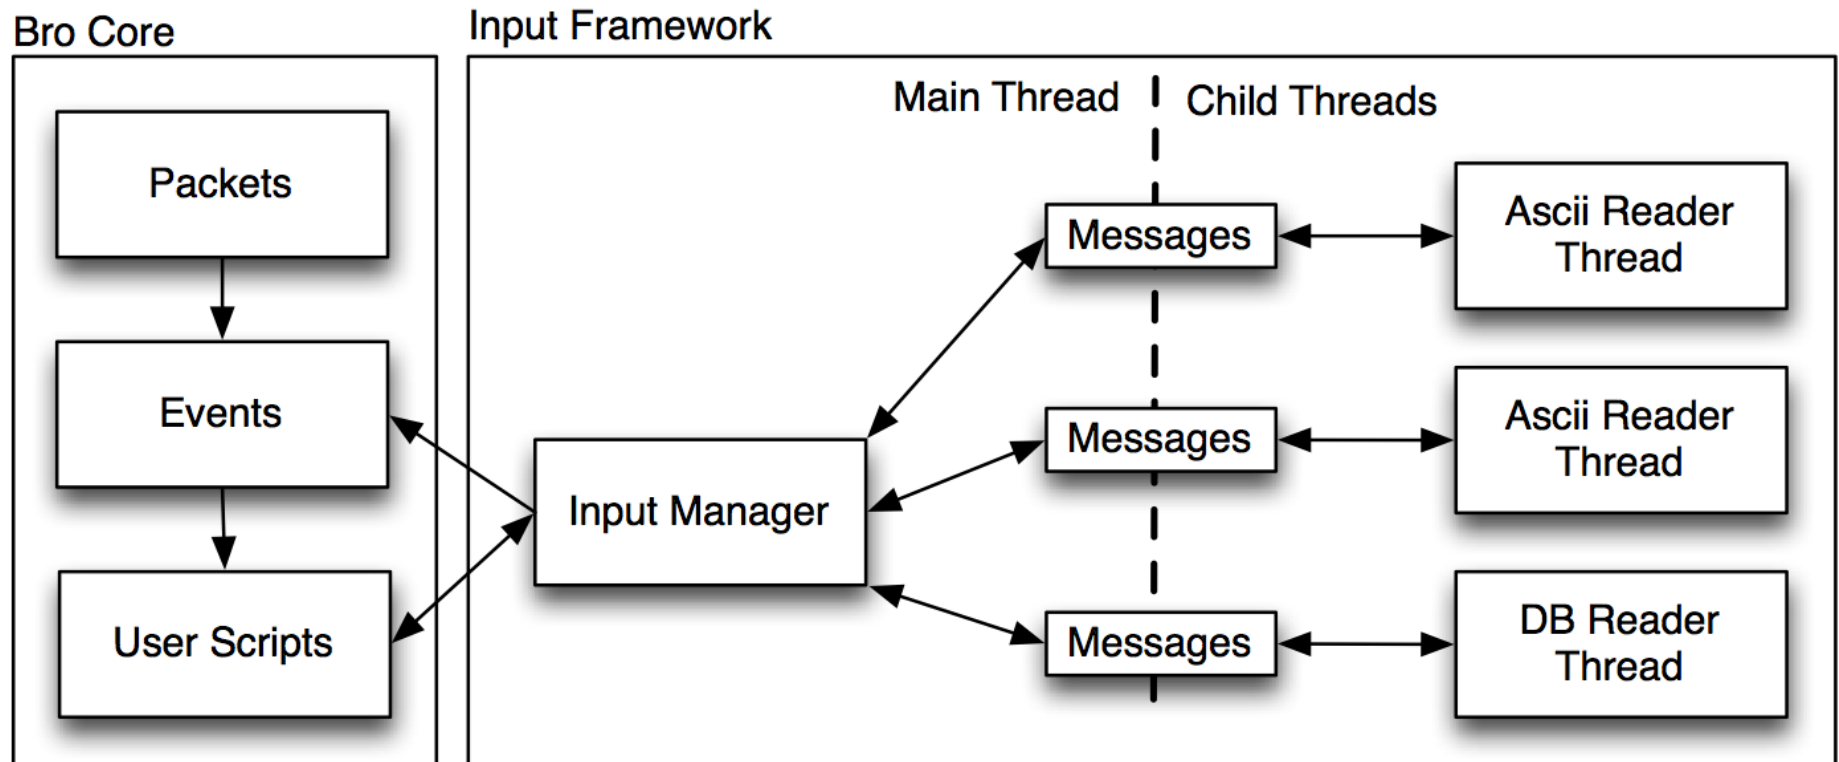 Bro Core
Input Framework
Main Thread
Child Threads
Packets
Events
User Scripts
Input Manager
Messages
Messages
Messages
Ascii Reader
Thread
Ascii Reader
Thread
DB Reader
Thread